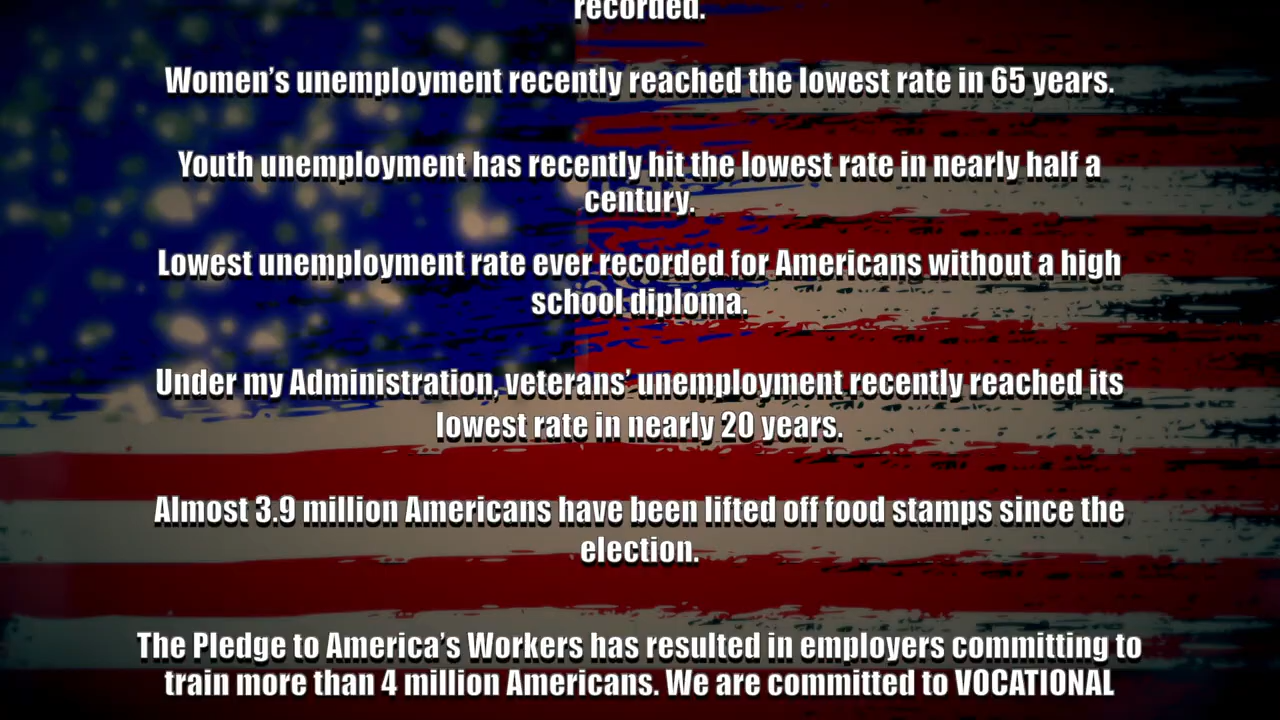 recorded.
Women’s unemployment recently reached the lowest rate in 65 years.
Youth unemployment has recently hit the lowest rate in nearly half a
century.
Lowest unemployment rate ever recorded for Americans without a high
school diploma.
Under my Administration, veterans’ unemployment recently reached its
lowest rate in nearly 20 years.
Almost 3.9 million Americans have been lifted off food stamps since the
election.
The Pledge to America’s Workers has resulted in employers committing to
train more than 4 million Americans. We are committed to VOCATIONAL